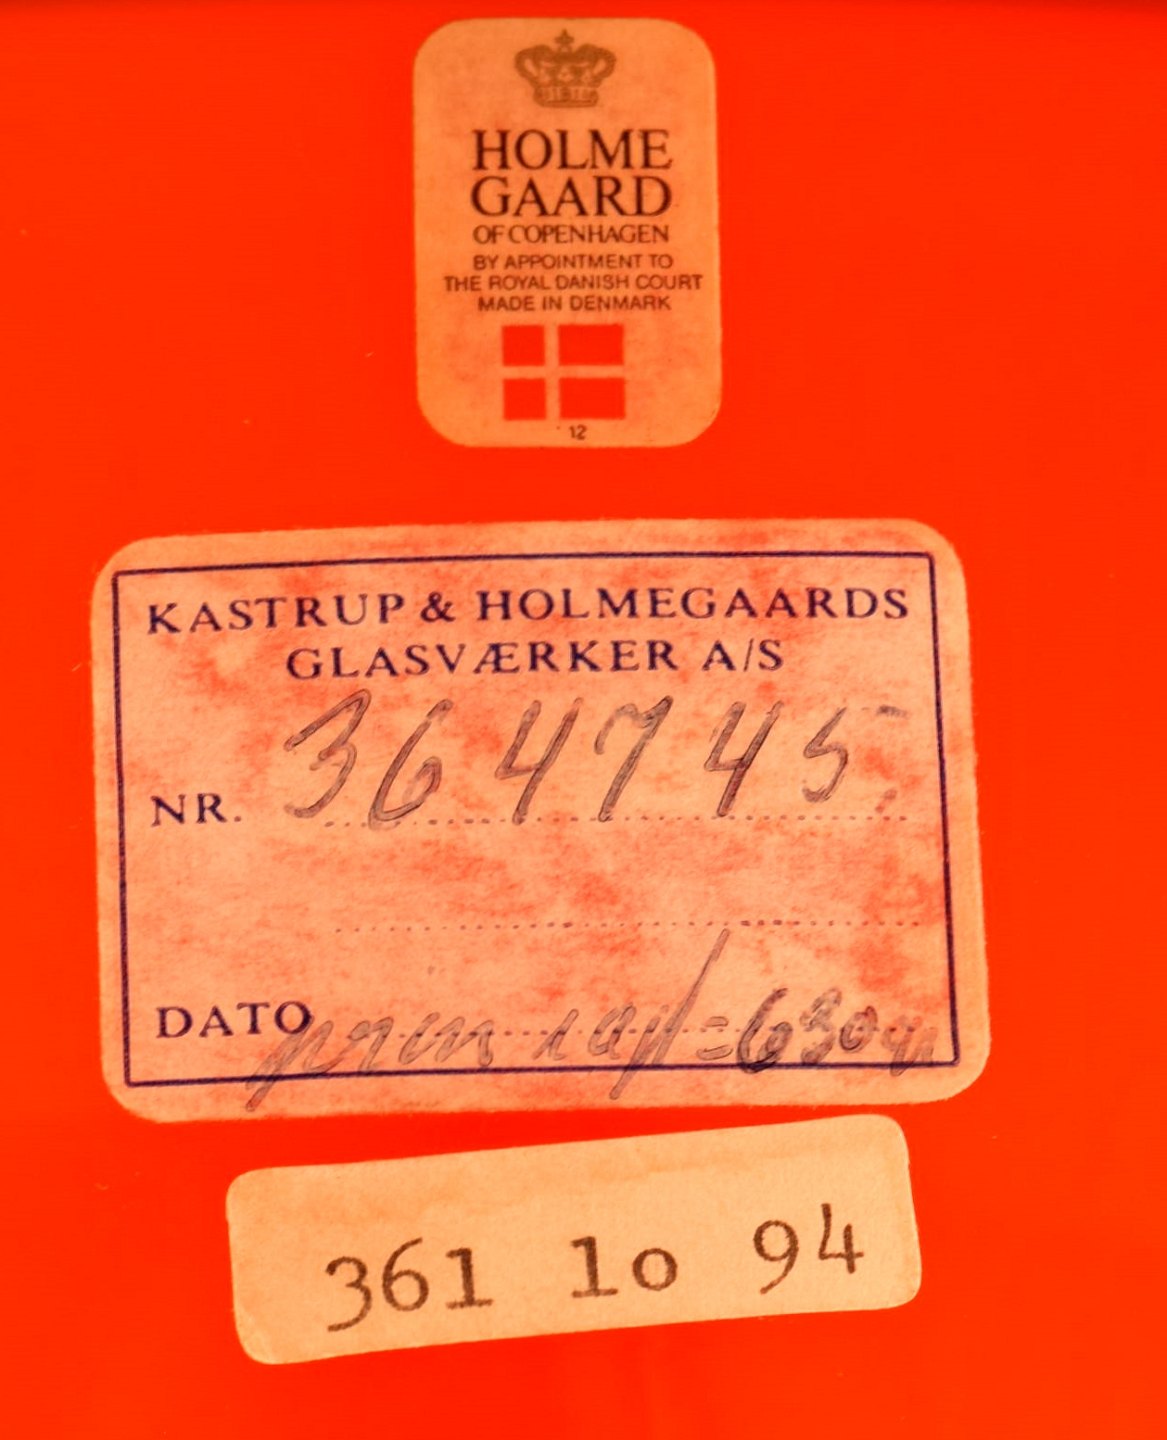 HOLME
GAARD
OF COPENHAGEN
BY APPOINTMENT TO
THE ROYAL DANISH COURT
MADE IN DENMARK
12
KASTRUP & HOLMEGAARDS
GLASVÆRKER A/S
NR. 364745
DATO
361 1o 94